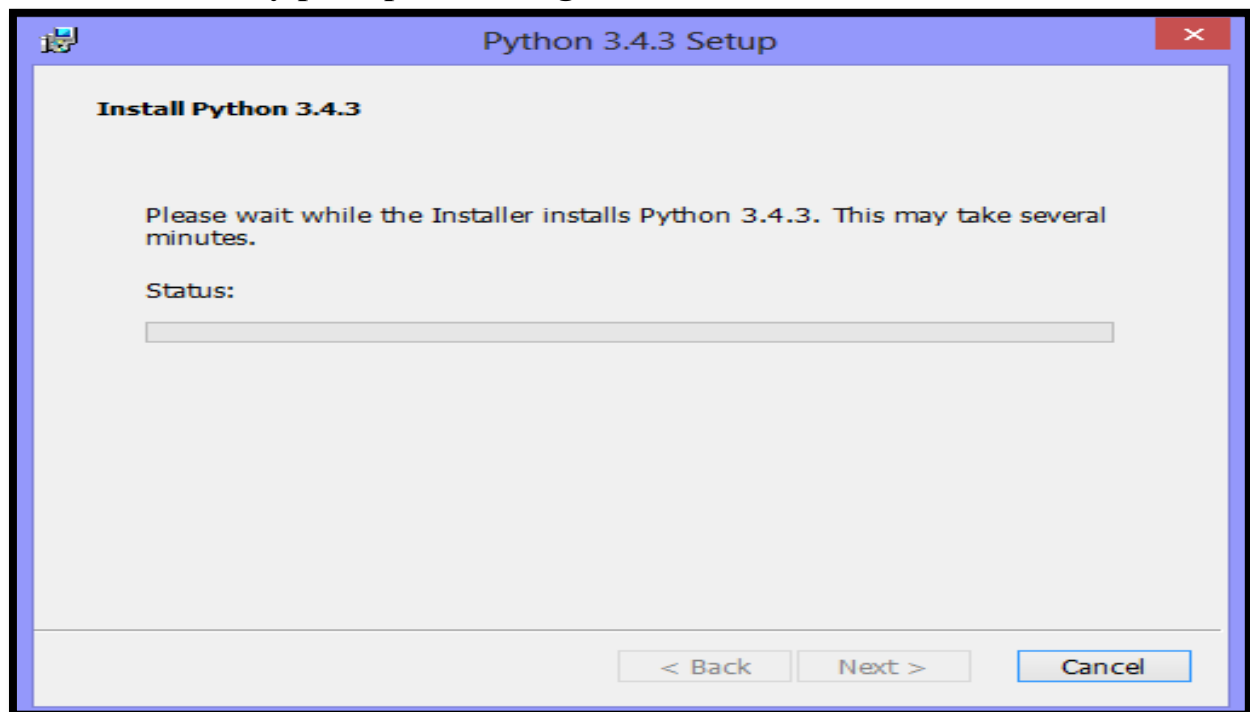 Python 3.4.3 Setup
Install Python 3.4.3
Please wait while the Installer installs Python 3.4.3. This may take several
minutes.
Status:
< Back Next > Cancel